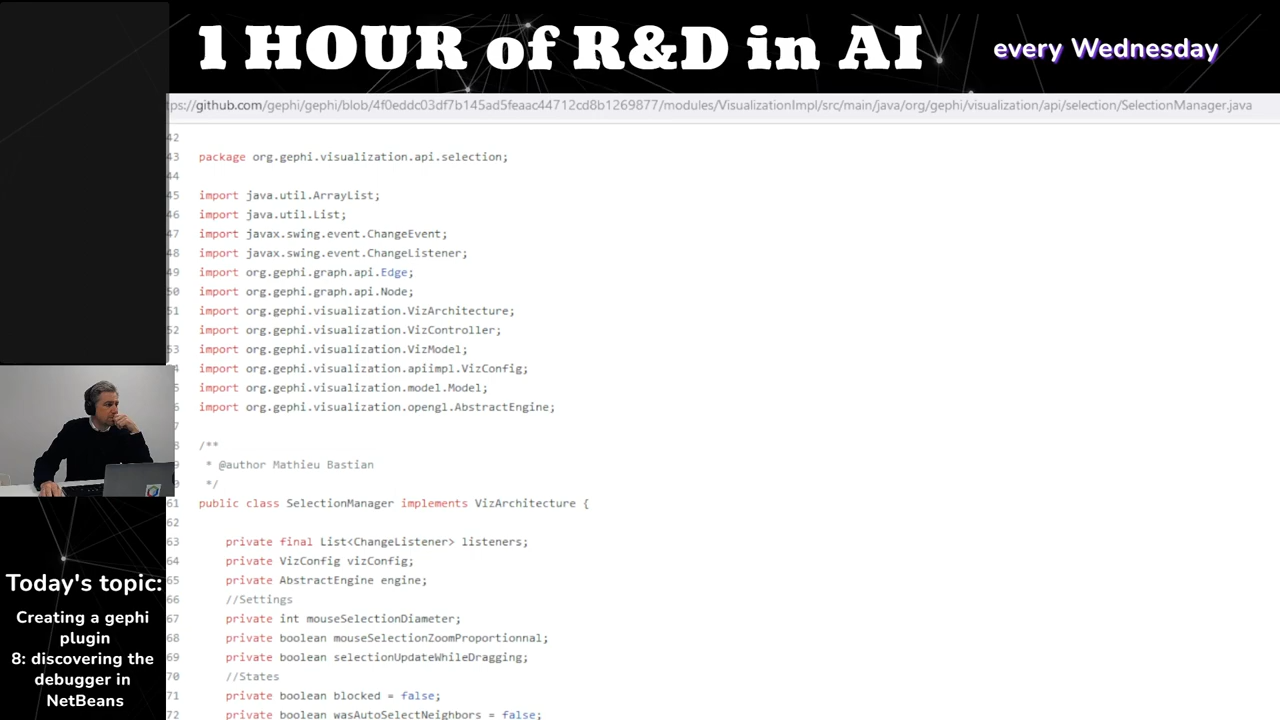 1 HOUR of R&D in AI
every Wednesday
ps://github.com/gephi/gephi/blob/4f0eddc03df7b145ad5feaac44712cd8b1269877/modules/VisualizationImpl/src/main/java/org/gephi/visualization/api/selection/SelectionManager.java
42
43 package org.gephi.visualization.api.selection;
44
45 import java.util.ArrayList;
46 import java.util.List;
47 import javax.swing.event.ChangeEvent;
48 import javax.swing.event.ChangeListener;
49 import org.gephi.graph.api.Edge;
50 import org.gephi.graph.api.Node;
51 import org.gephi.visualization.VizArchitecture;
52 import org.gephi.visualization.VizController;
53 import org.gephi.visualization.VizModel;
4 import org.gephi.visualization.apiimpl.VizConfig;
5 import org.gephi.visualization.model.Model;
6 import org.gephi.visualization.opengl.AbstractEngine;
7
8 /**
9 * @author Mathieu Bastian
0 */
61 public class SelectionManager implements VizArchitecture {
62
63 private final List<ChangeListener> listeners;
64 private VizConfig vizConfig;
65 private AbstractEngine engine;
66 //Settings
67 private int mouseSelectionDiameter;
68 private boolean mouseSelectionZoomProportionnal;
69 private boolean selectionUpdateWhileDragging;
70 //States
71 private boolean blocked = false;
72 private boolean wasAutoSelectNeighbors = false;
Today's topic:
Creating a gephi
plugin
8: discovering the
debugger in
NetBeans